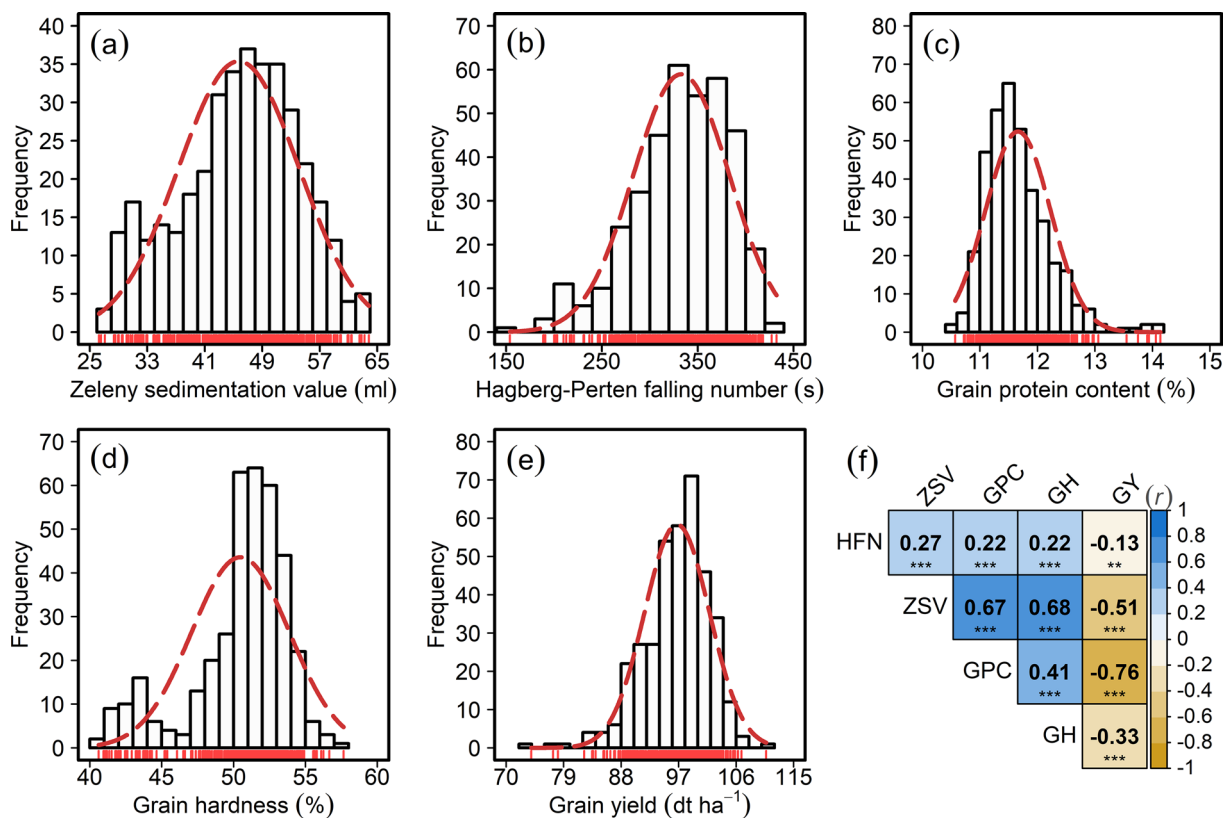 (a)
Frequency
0 5 10 15 20 25 30 35 40
25 33 41 49 57 65
Zeleny sedimentation value (ml)
(b)
Frequency
0 10 20 30 40 50 60 70
150 250 350 450
Hagberg-Perten falling number (s)
(c)
Frequency
0 10 20 30 40 50 60 70 80
10 11 12 13 14 15
Grain protein content (%)
(d)
Frequency
0 10 20 30 40 50 60 70
40 50 60
Grain hardness (%)
(e)
Frequency
0 10 20 30 40 50 60 70 80
70 79 88 97 106 115
Grain yield (dt ha⁻¹)
(f)
ZSV GPC GH GY (r)
HFN 0.27 0.22 0.22 -0.13
*** *** *** **
ZSV 0.67 0.68 -0.51
*** *** ***
GPC 0.41 -0.76
*** ***
GH -0.33
***
1
0.8
0.6
0.4
0.2
0
-0.2
-0.4
-0.6
-0.8
-1